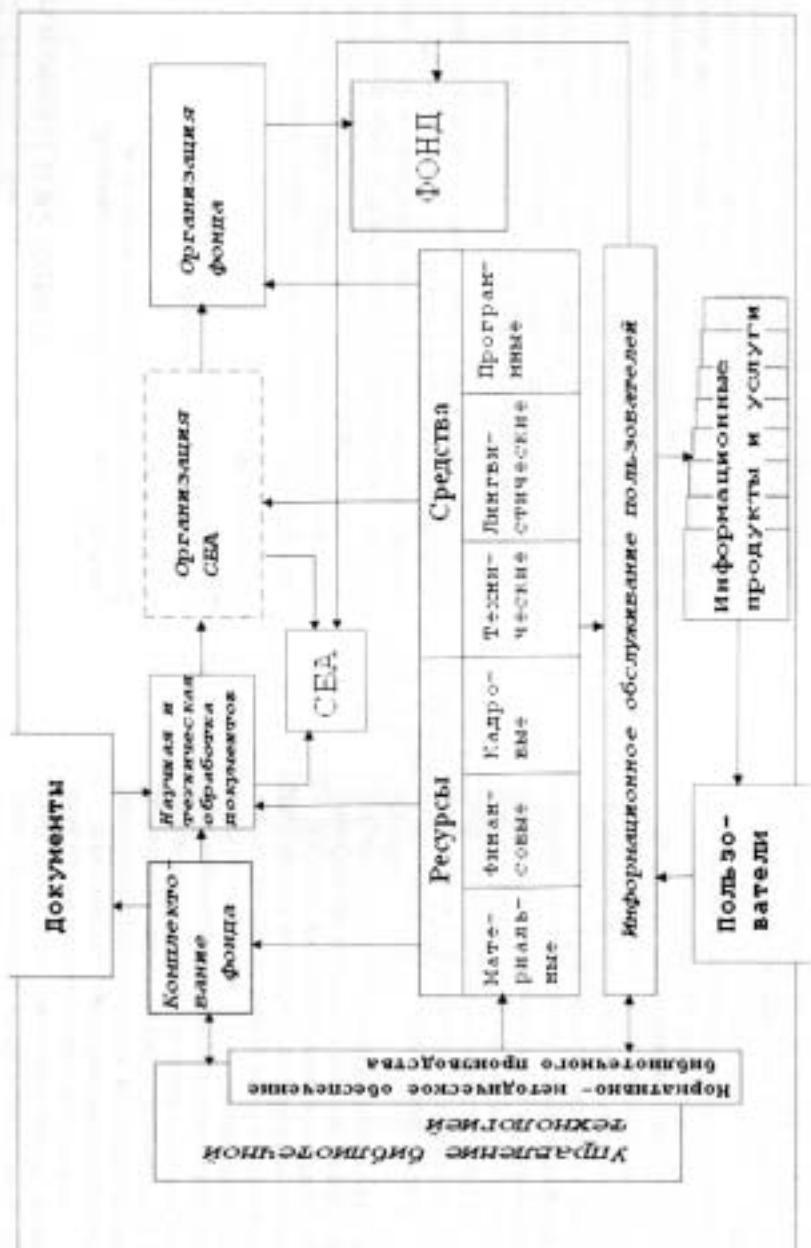 Документы
Комплекто-
вание
фонда
Научная и
техническая
обработка
документов
Организация
СБА
Организация
фонда
СБА
ФОНД
Ресурсы
Средства
Мате-
риаль-
ные
Финан-
совые
Кадро-
вые
Техни-
ческие
Лингви-
стические
Програм-
мные
Информационное обслуживание пользователей
Пользо-
ватели
Информационные
продукты и услуги
Управление библиотечной
технологией
Нормативно- методическое обеспечение
библиотечного производства